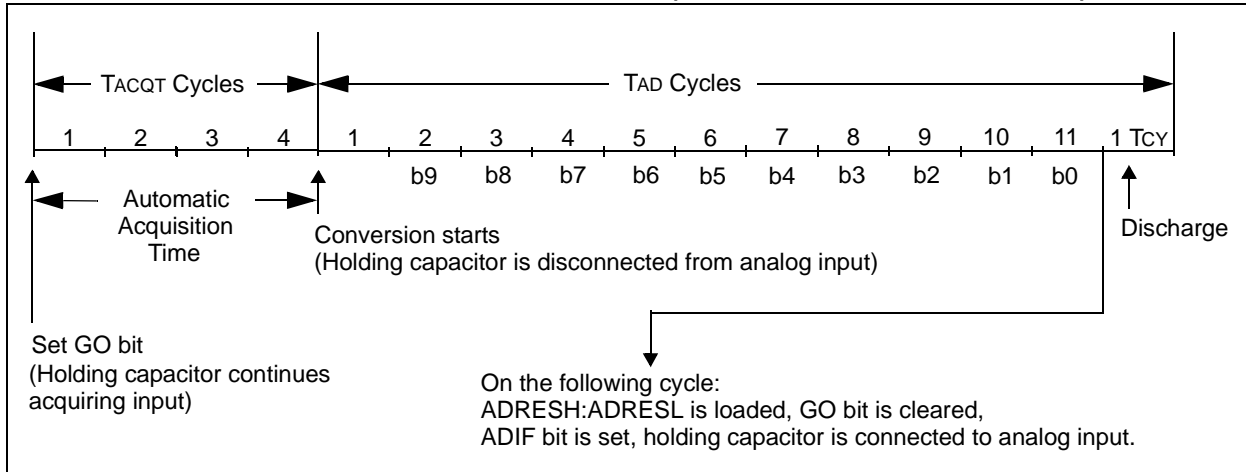 TACQT Cycles
TAD Cycles
1 2 3 4 1 2 3 4 5 6 7 8 9 10 11 1 TCY
b9 b8 b7 b6 b5 b4 b3 b2 b1 b0
Automatic
Acquisition
Time
Conversion starts
(Holding capacitor is disconnected from analog input)
Discharge
Set GO bit
(Holding capacitor continues
acquiring input)
On the following cycle:
ADRESH:ADRESL is loaded, GO bit is cleared,
ADIF bit is set, holding capacitor is connected to analog input.